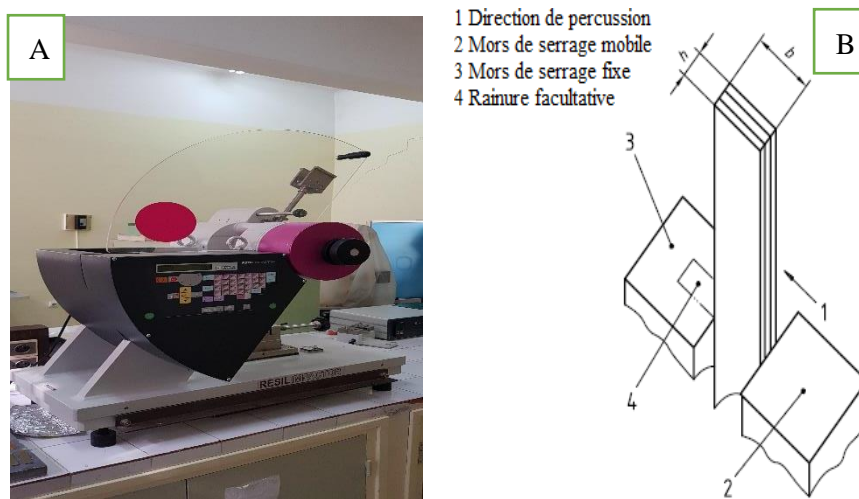 A
RESIL IMPACTOR
1 Direction de percussion
2 Mors de serrage mobile
3 Mors de serrage fixe
4 Rainure facultative
B
h
b
3
1
4
2